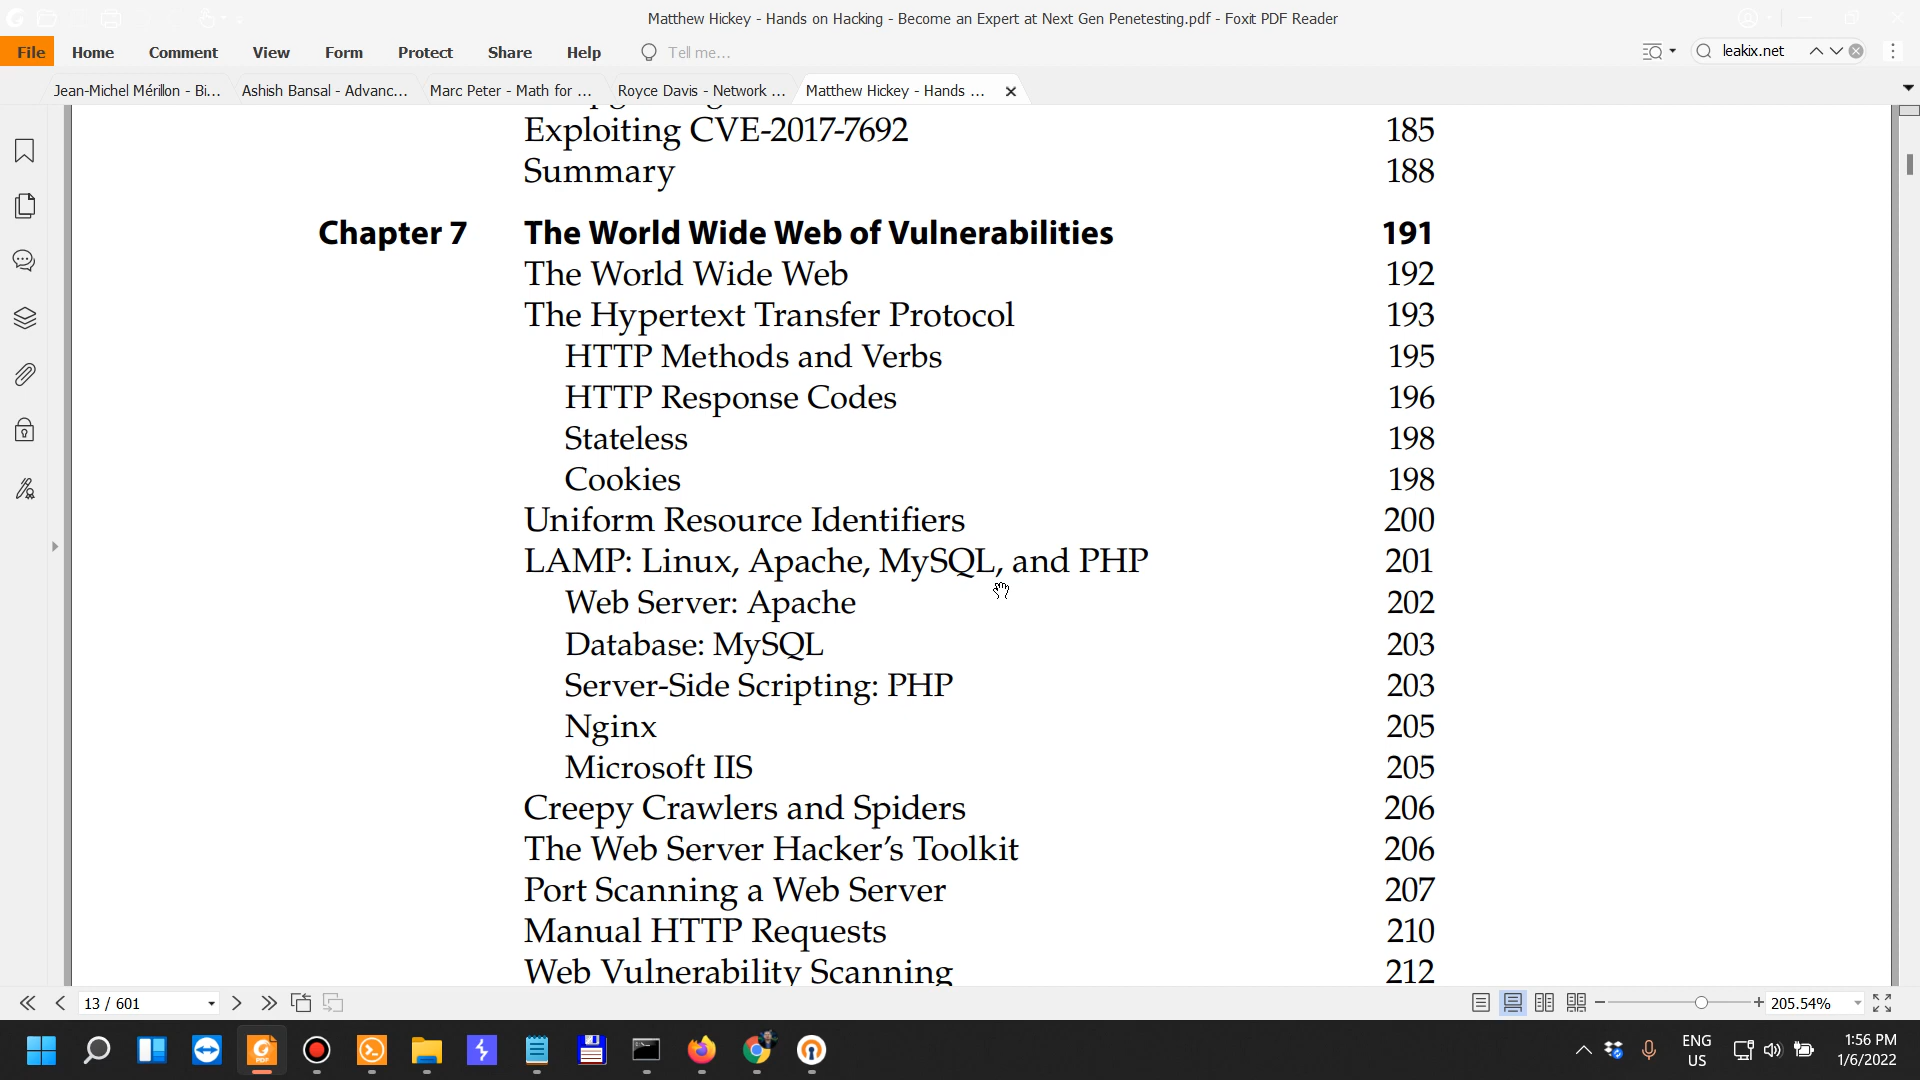 Matthew Hickey - Hands on Hacking - Become an Expert at Next Gen Penetesting.pdf - Foxit PDF Reader
File Home Comment View Form Protect Share Help Tell me... leakix.net
Jean-Michel Mérillon - Bi... Ashish Bansal - Advanc... Marc Peter - Math for ... Royce Davis - Network ... Matthew Hickey - Hands ...
Exploiting CVE-2017-7692 185
Summary 188
Chapter 7 The World Wide Web of Vulnerabilities 191
The World Wide Web 192
The Hypertext Transfer Protocol 193
HTTP Methods and Verbs 195
HTTP Response Codes 196
Stateless 198
Cookies 198
Uniform Resource Identifiers 200
LAMP: Linux, Apache, MySQL, and PHP 201
Web Server: Apache 202
Database: MySQL 203
Server-Side Scripting: PHP 203
Nginx 205
Microsoft IIS 205
Creepy Crawlers and Spiders 206
The Web Server Hacker's Toolkit 206
Port Scanning a Web Server 207
Manual HTTP Requests 210
Web Vulnerability Scanning 212
13 / 601 205.54%
ENG 1:56 PM
US 1/6/2022